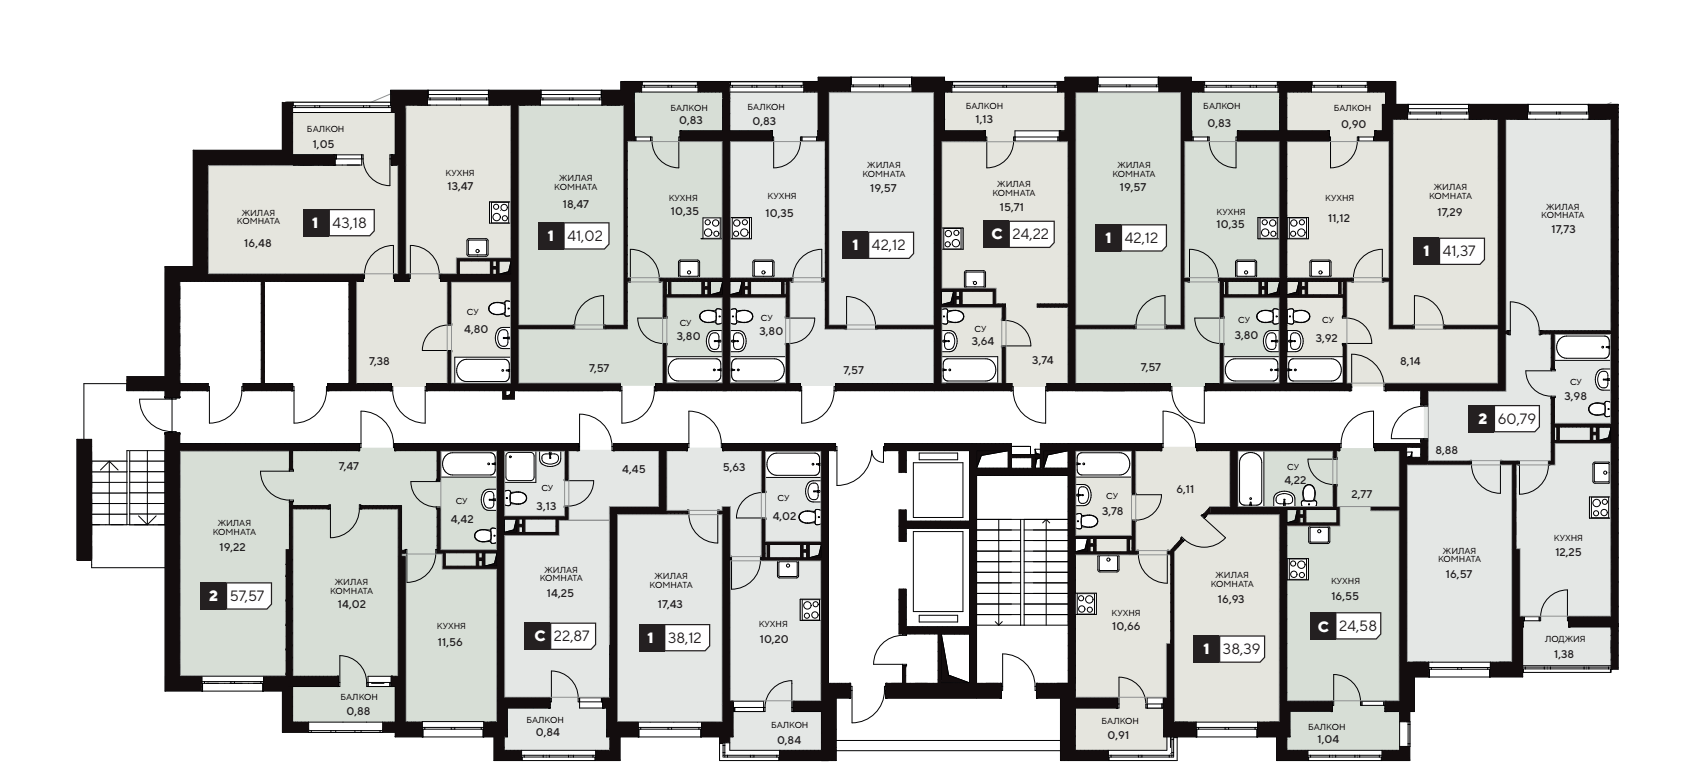 БАЛКОН
1,05
ЖИЛАЯ
КОМНАТА
16,48
1 43,18
КУХНЯ
13,47
7,38
СУ
4,80
ЖИЛАЯ
КОМНАТА
18,47
1 41,02
БАЛКОН
0,83
КУХНЯ
10,35
СУ
3,80
7,57
БАЛКОН
0,83
КУХНЯ
10,35
ЖИЛАЯ
КОМНАТА
19,57
1 42,12
СУ
3,80
7,57
БАЛКОН
1,13
ЖИЛАЯ
КОМНАТА
15,71
С 24,22
СУ
3,64
3,74
ЖИЛАЯ
КОМНАТА
19,57
1 42,12
БАЛКОН
0,83
КУХНЯ
10,35
СУ
3,80
7,57
БАЛКОН
0,90
КУХНЯ
11,12
ЖИЛАЯ
КОМНАТА
17,29
1 41,37
СУ
3,92
8,14
ЖИЛАЯ
КОМНАТА
17,73
СУ
3,98
2 60,79
8,88
ЖИЛАЯ
КОМНАТА
16,57
КУХНЯ
12,25
ЛОДЖИЯ
1,38
7,47
ЖИЛАЯ
КОМНАТА
19,22
2 57,57
ЖИЛАЯ
КОМНАТА
14,02
СУ
4,42
КУХНЯ
11,56
БАЛКОН
0,88
СУ
3,13
4,45
ЖИЛАЯ
КОМНАТА
14,25
С 22,87
БАЛКОН
0,84
5,63
СУ
4,02
ЖИЛАЯ
КОМНАТА
17,43
1 38,12
КУХНЯ
10,20
БАЛКОН
0,84
СУ
3,78
6,11
КУХНЯ
10,66
ЖИЛАЯ
КОМНАТА
16,93
1 38,39
БАЛКОН
0,91
СУ
4,22
2,77
КУХНЯ
16,55
С 24,58
БАЛКОН
1,04